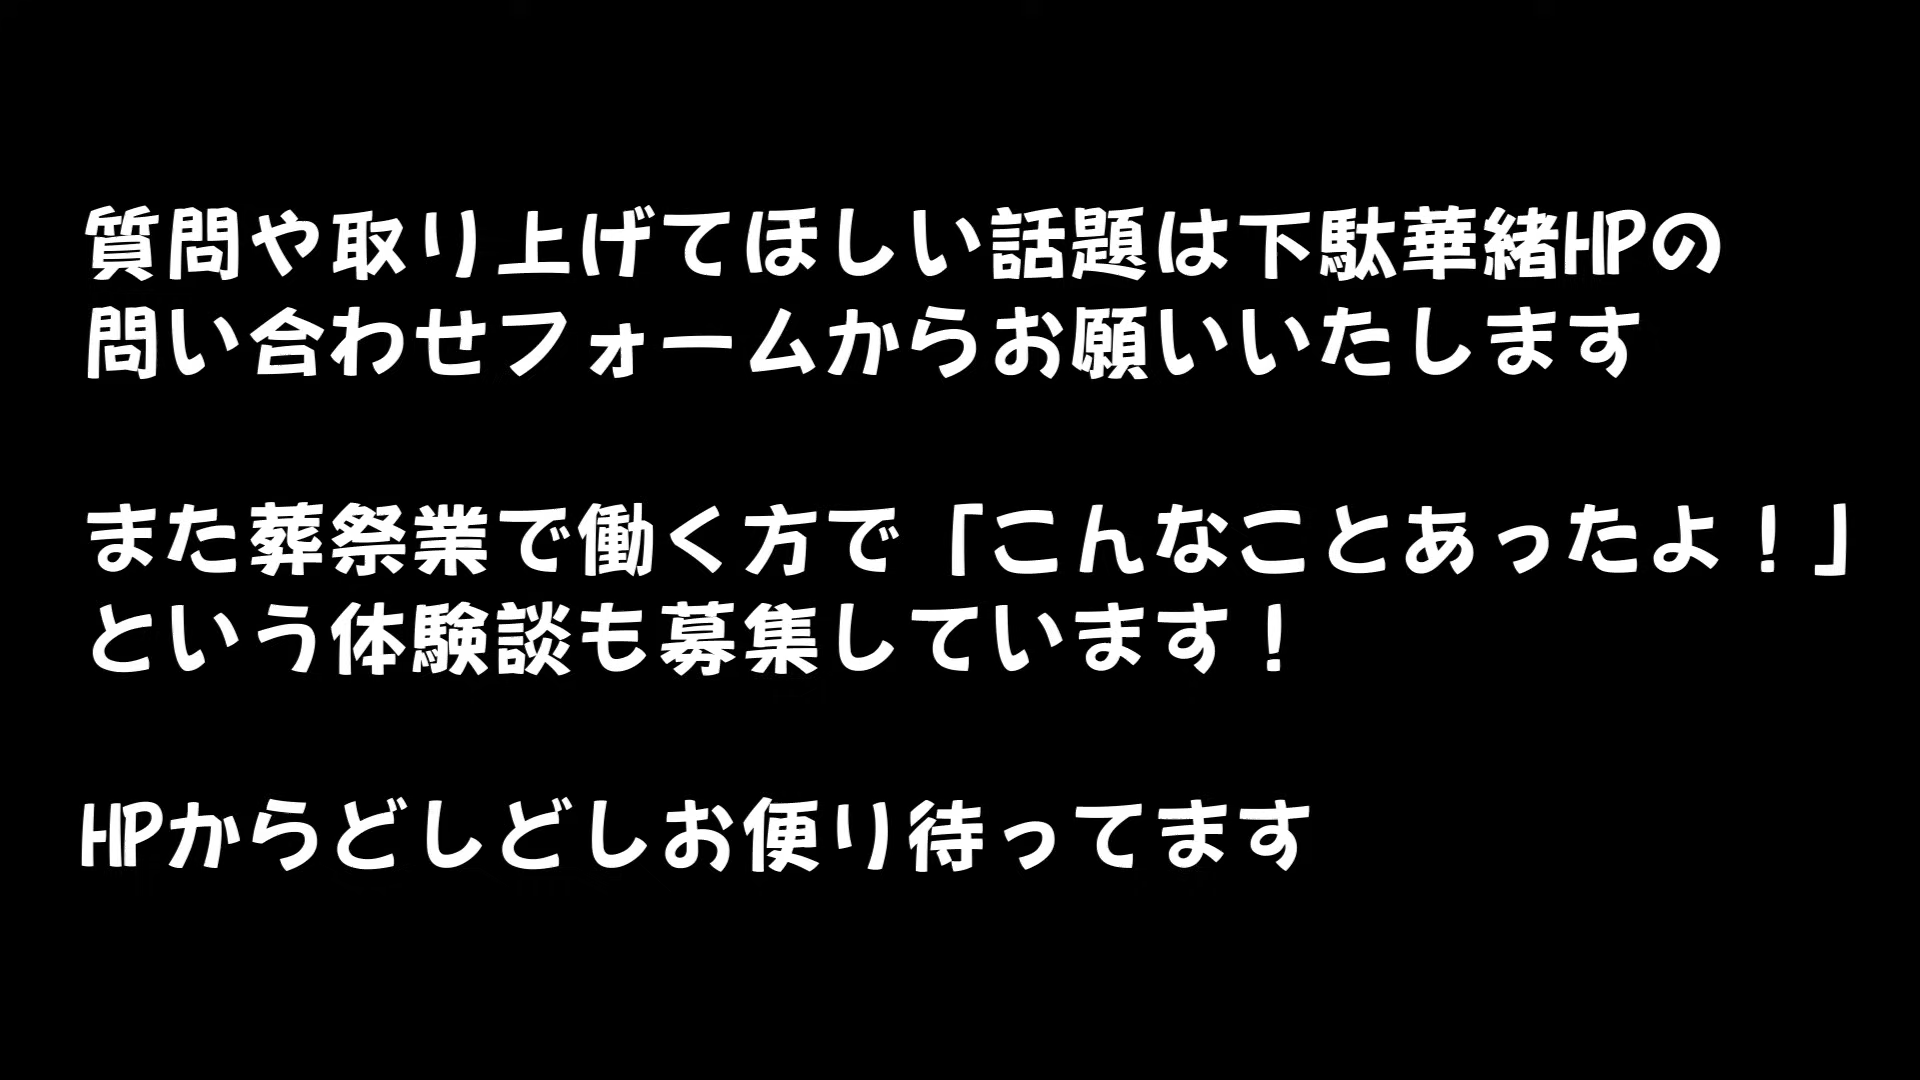 質問や取り上げてほしい話題は下駄華緒HPの
問い合わせフォームからお願いいたします
また葬祭業で働く方で「こんなことあったよ！」
という体験談も募集しています！
HPからどしどしお便り待ってます